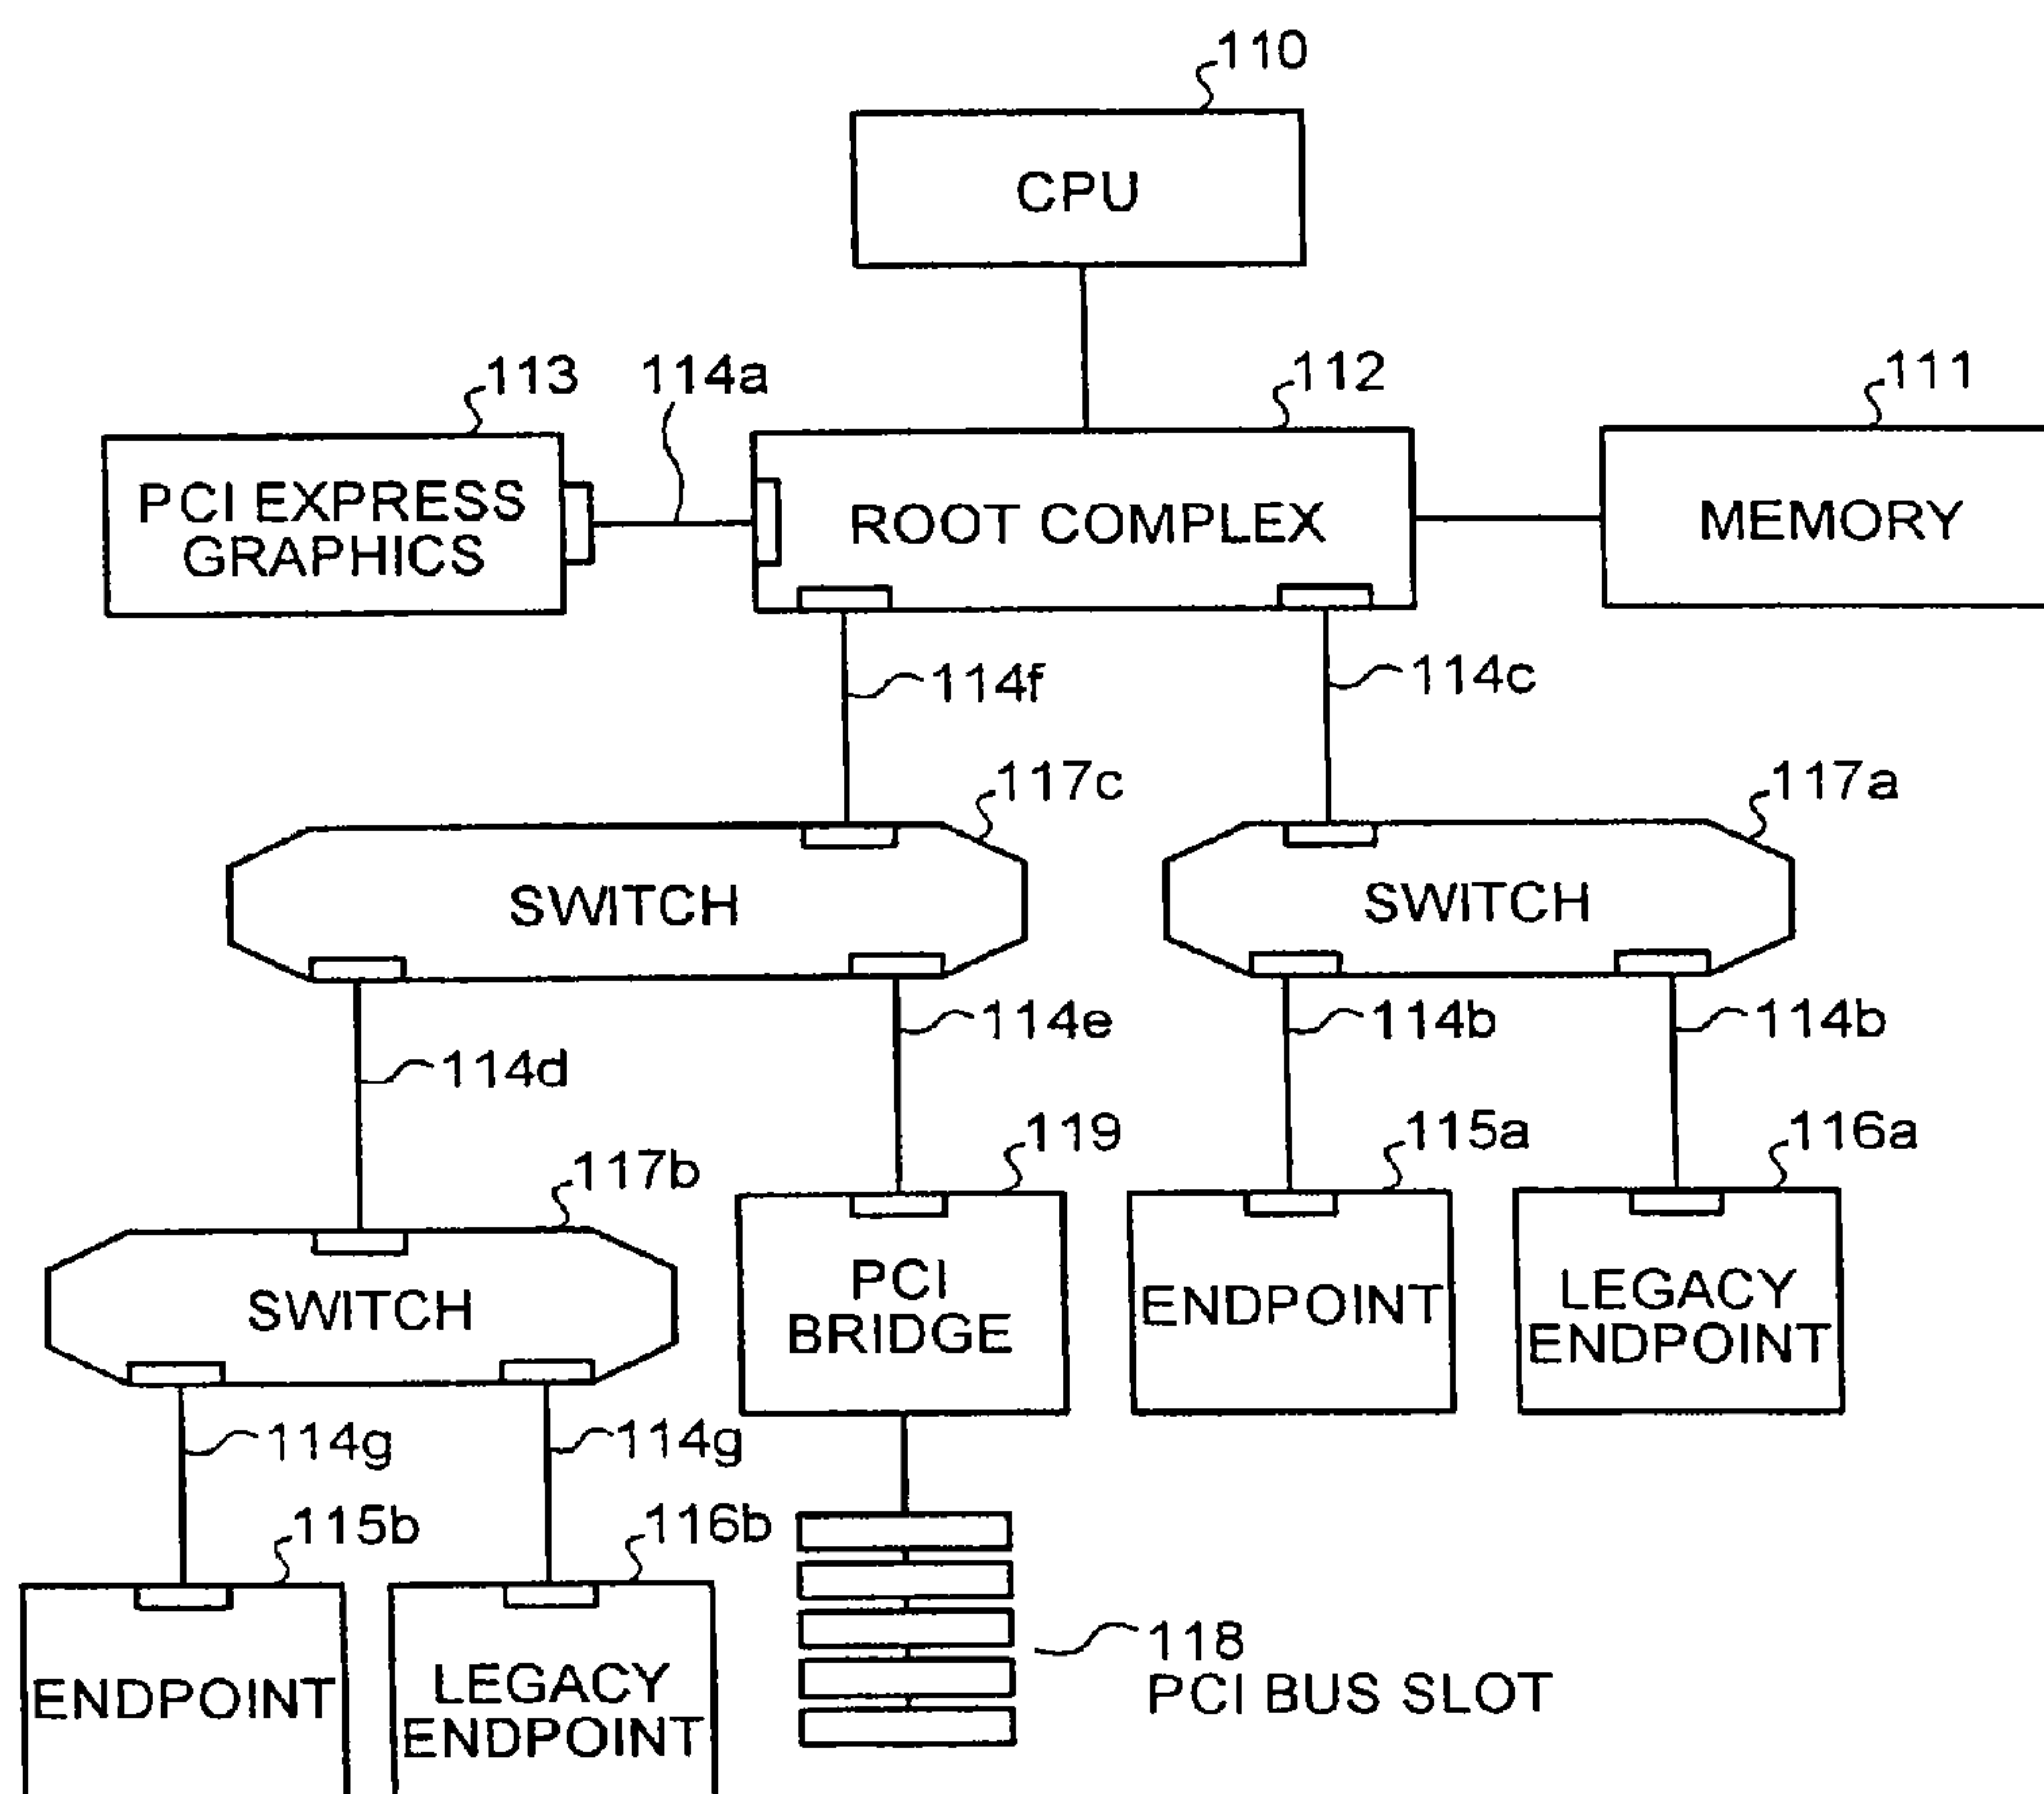 110
CPU
113
114a
112
111
PCI EXPRESS
GRAPHICS
ROOT COMPLEX
MEMORY
114f
114c
117c
117a
SWITCH
SWITCH
114e
114b
114b
114d
119
115a
116a
117b
PCI
BRIDGE
ENDPOINT
LEGACY
ENDPOINT
SWITCH
114g
114g
115b
116b
118
PCI BUS SLOT
ENDPOINT
LEGACY
ENDPOINT